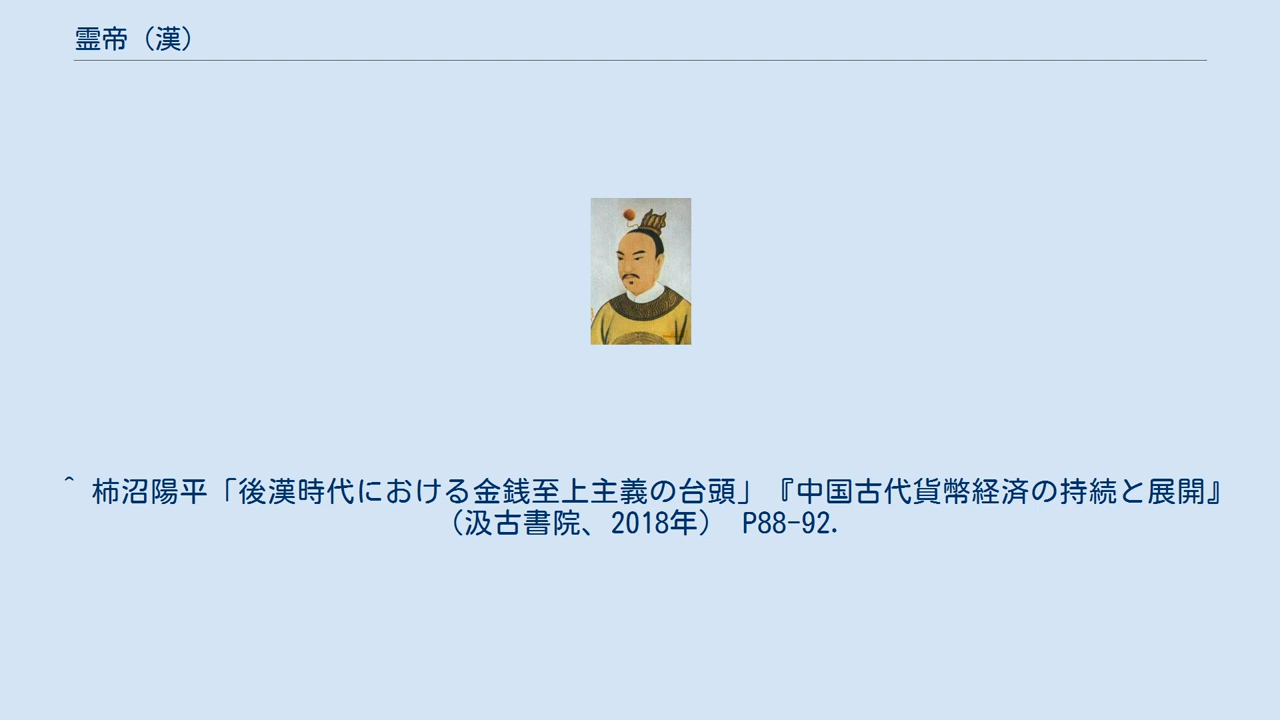 霊帝（漢）
^ 柿沼陽平「後漢時代における金銭至上主義の台頭」『中国古代貨幣経済の持続と展開』
（汲古書院、2018年） P88-92.